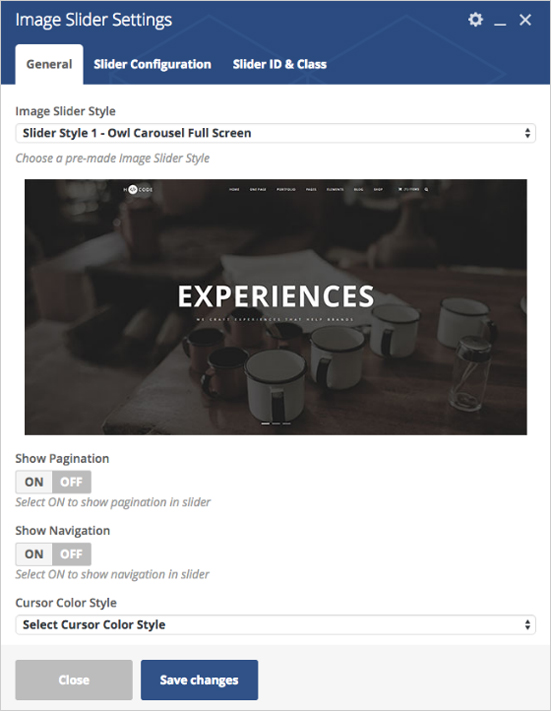 Image Slider Settings
General Slider Configuration Slider ID & Class
Image Slider Style
Slider Style 1 - Owl Carousel Full Screen
Choose a pre-made Image Slider Style
H CODE HOME ONE PAGE PORTFOLIO PAGES ELEMENTS BLOG SHOP
EXPERIENCES
WE CRAFT EXPERIENCES THAT HELP BRANDS
Show Pagination
ON OFF
Select ON to show pagination in slider
Show Navigation
ON OFF
Select ON to show navigation in slider
Cursor Color Style
Select Cursor Color Style
Close Save changes